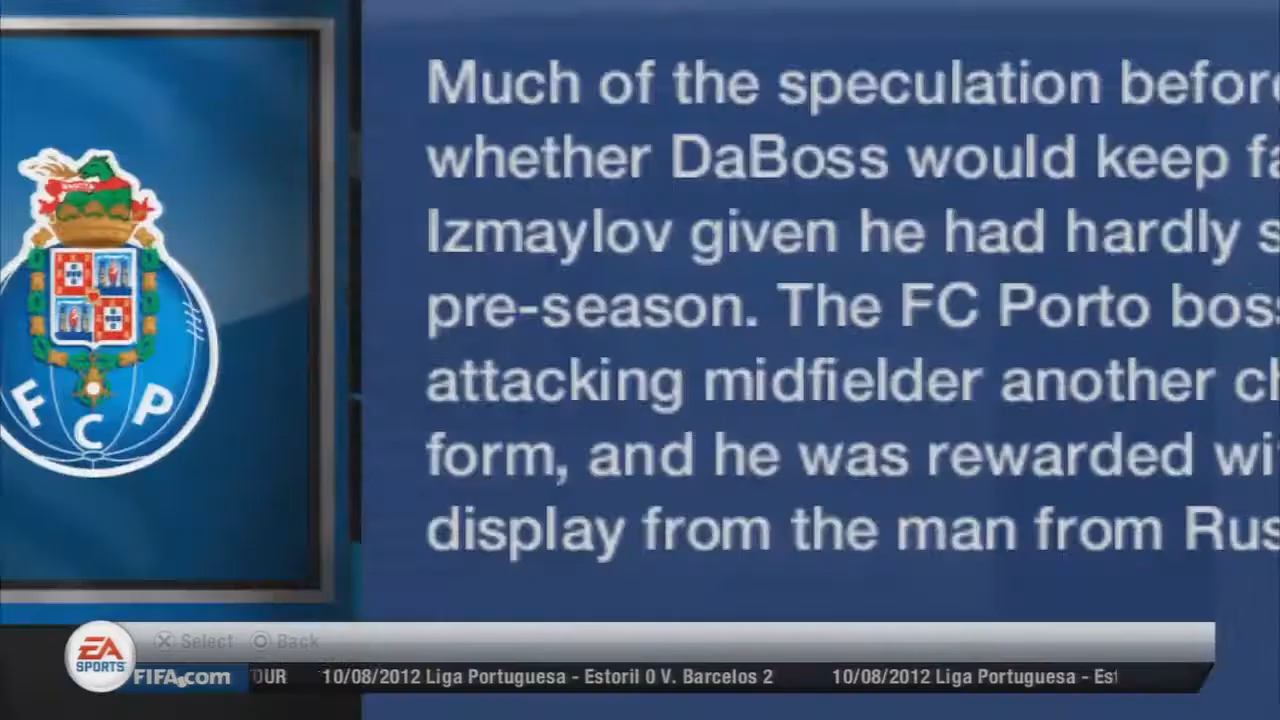 Much of the speculation before
whether DaBoss would keep fa
Izmaylov given he had hardly s
pre-season. The FC Porto bos
attacking midfielder another ch
form, and he was rewarded wi
display from the man from Rus
F C P
Select Back
EA
SPORTS
FIFA.com
OUR 10/08/2012 Liga Portuguesa - Estoril 0 V. Barcelos 2 10/08/2012 Liga Portuguesa - Est